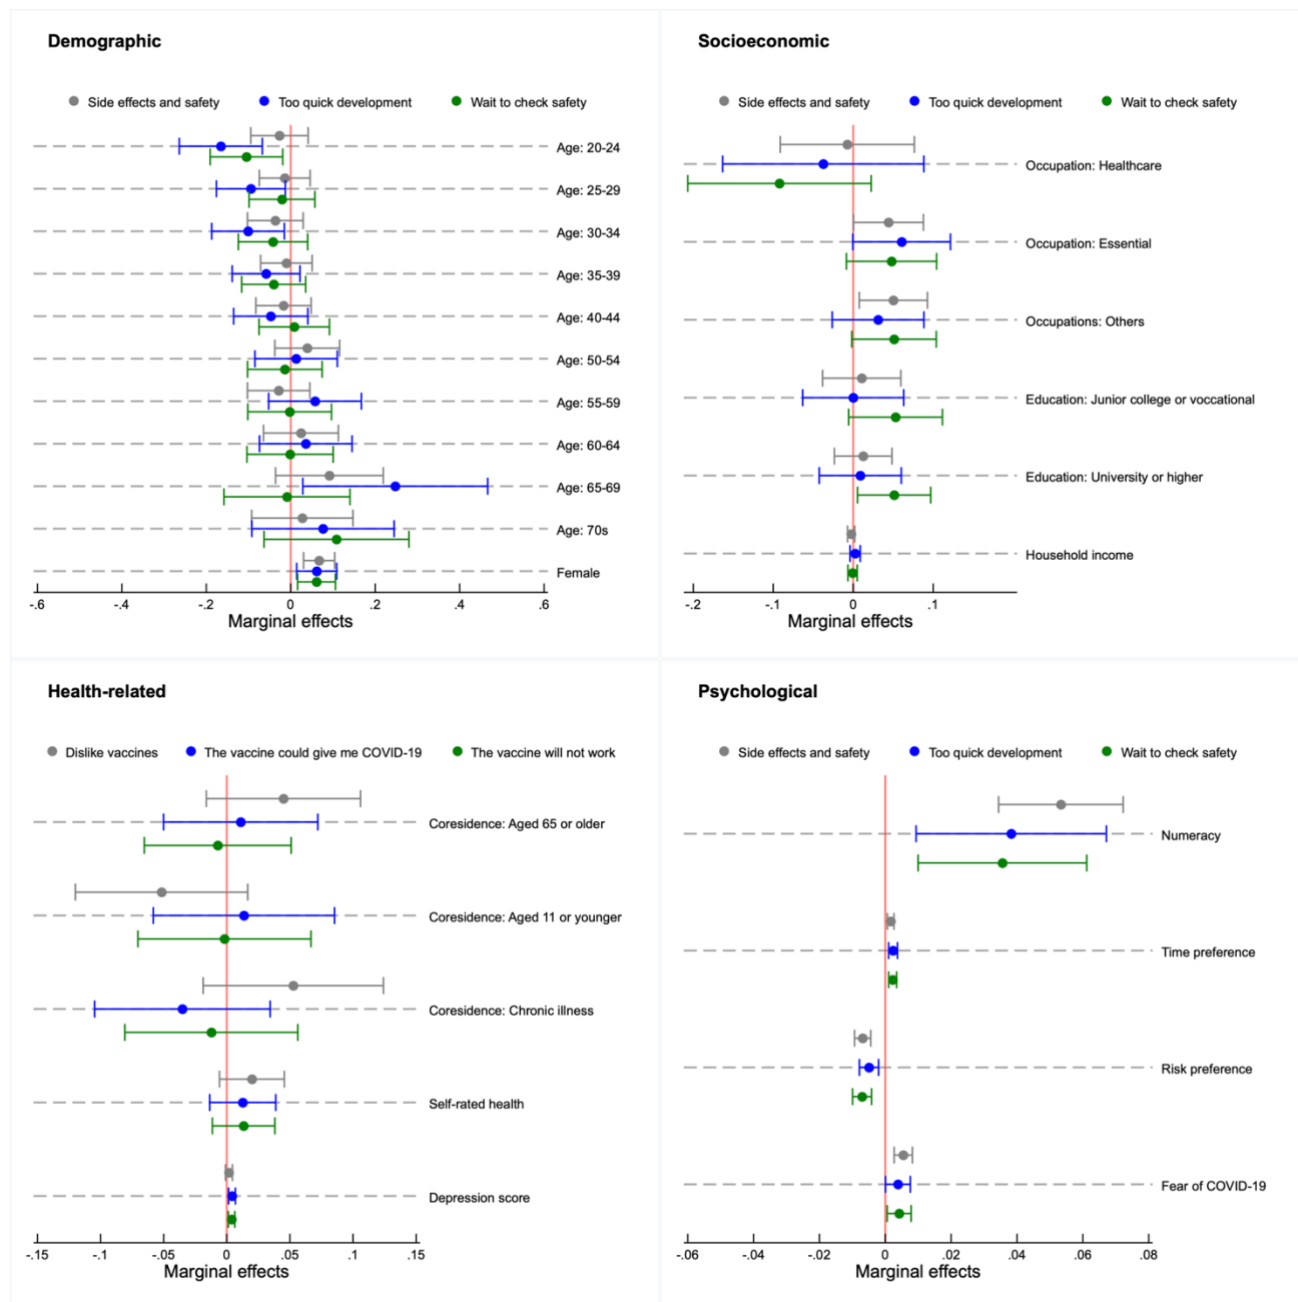 Demographic
Side effects and safety Too quick development Wait to check safety
Age: 20-24
Age: 25-29
Age: 30-34
Age: 35-39
Age: 40-44
Age: 50-54
Age: 55-59
Age: 60-64
Age: 65-69
Age: 70s
Female
-.6 -.4 -.2 0 .2 .4 .6
Marginal effects
Socioeconomic
Side effects and safety Too quick development Wait to check safety
Occupation: Healthcare
Occupation: Essential
Occupations: Others
Education: Junior college or voccational
Education: University or higher
Household income
-.2 -.1 0 .1
Marginal effects
Health-related
Dislike vaccines The vaccine could give me COVID-19 The vaccine will not work
Coresidence: Aged 65 or older
Coresidence: Aged 11 or younger
Coresidence: Chronic illness
Self-rated health
Depression score
-.15 -.1 -.05 0 .05 .1 .15
Marginal effects
Psychological
Side effects and safety Too quick development Wait to check safety
Numeracy
Time preference
Risk preference
Fear of COVID-19
-.06 -.04 -.02 0 .02 .04 .06 .08
Marginal effects